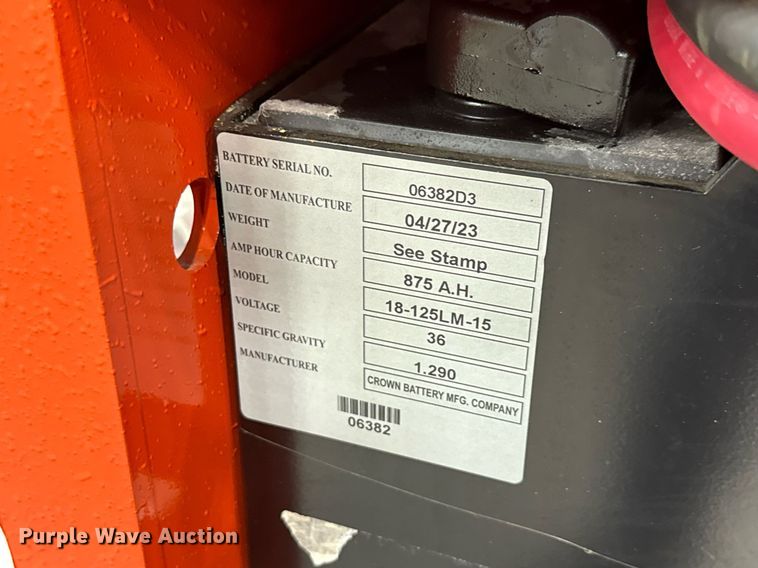 BATTERY SERIAL NO. 06382D3
DATE OF MANUFACTURE 04/27/23
WEIGHT See Stamp
AMP HOUR CAPACITY 875 A.H.
MODEL 18-125LM-15
VOLTAGE 36
SPECIFIC GRAVITY 1.290
MANUFACTURER CROWN BATTERY MFG. COMPANY
06382
Purple Wave Auction